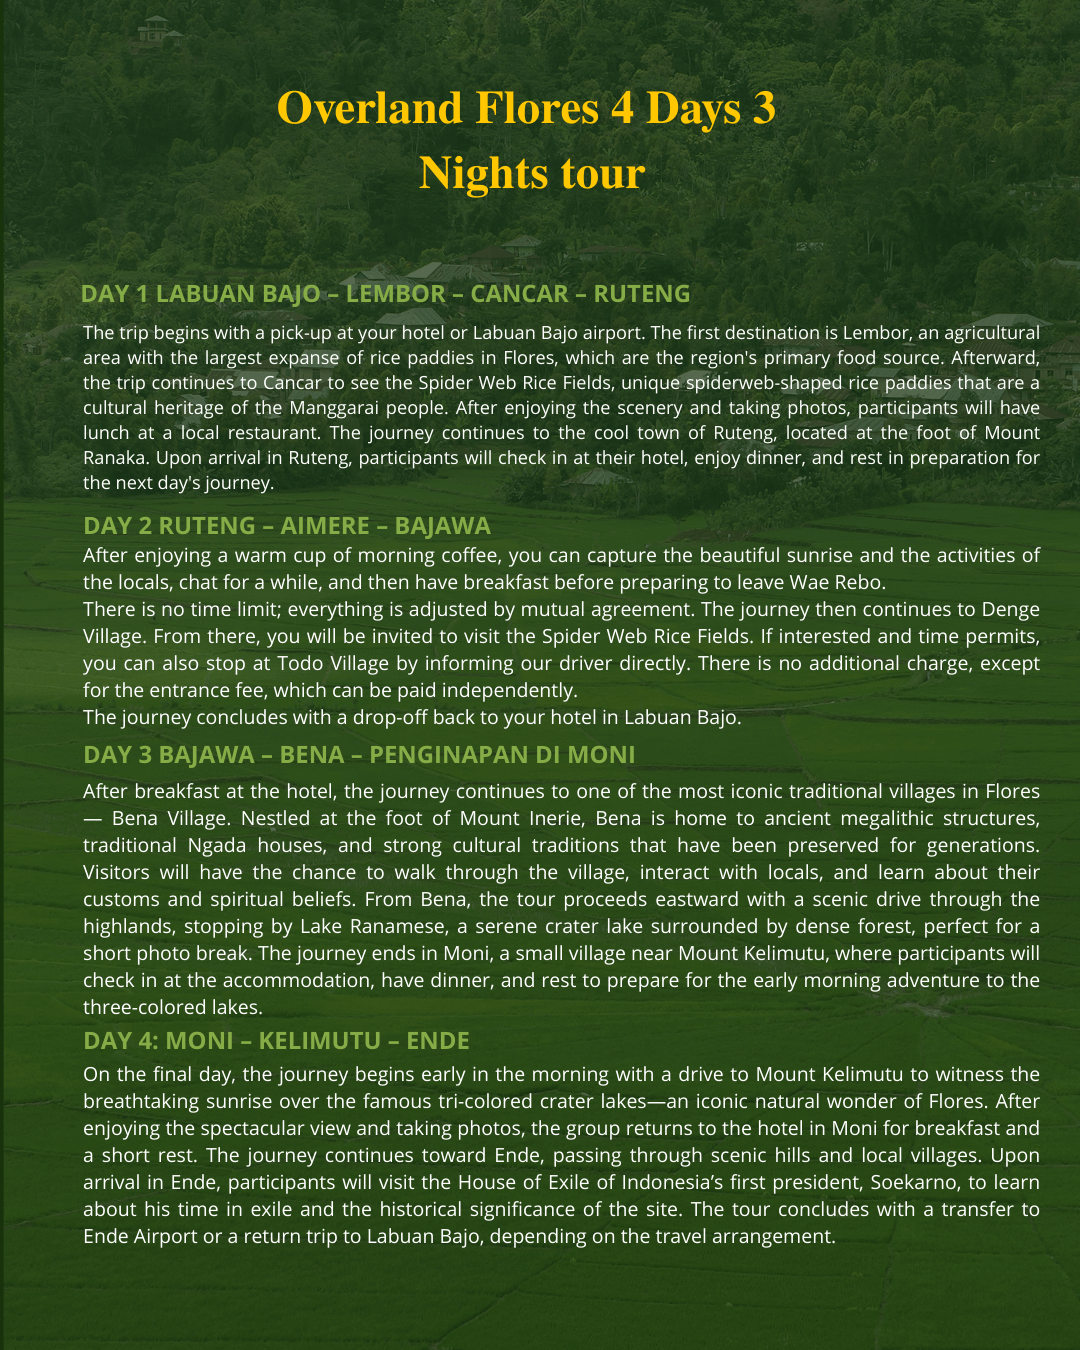 Overland Flores 4 Days 3
Nights tour
DAY 1 LABUAN BAJO – LEMBOR – CANCAR – RUTENG
The trip begins with a pick-up at your hotel or Labuan Bajo airport. The first destination is Lembor, an agricultural
area with the largest expanse of rice paddies in Flores, which are the region's primary food source. Afterward,
the trip continues to Cancar to see the Spider Web Rice Fields, unique spiderweb-shaped rice paddies that are a
cultural heritage of the Manggarai people. After enjoying the scenery and taking photos, participants will have
lunch at a local restaurant. The journey continues to the cool town of Ruteng, located at the foot of Mount
Ranaka. Upon arrival in Ruteng, participants will check in at their hotel, enjoy dinner, and rest in preparation for
the next day's journey.
DAY 2 RUTENG – AIMERE – BAJAWA
After enjoying a warm cup of morning coffee, you can capture the beautiful sunrise and the activities of
the locals, chat for a while, and then have breakfast before preparing to leave Wae Rebo.
There is no time limit; everything is adjusted by mutual agreement. The journey then continues to Denge
Village. From there, you will be invited to visit the Spider Web Rice Fields. If interested and time permits,
you can also stop at Todo Village by informing our driver directly. There is no additional charge, except
for the entrance fee, which can be paid independently.
The journey concludes with a drop-off back to your hotel in Labuan Bajo.
DAY 3 BAJAWA – BENA – PENGINAPAN DI MONI
After breakfast at the hotel, the journey continues to one of the most iconic traditional villages in Flores
— Bena Village. Nestled at the foot of Mount Inerie, Bena is home to ancient megalithic structures,
traditional Ngada houses, and strong cultural traditions that have been preserved for generations.
Visitors will have the chance to walk through the village, interact with locals, and learn about their
customs and spiritual beliefs. From Bena, the tour proceeds eastward with a scenic drive through the
highlands, stopping by Lake Ranamese, a serene crater lake surrounded by dense forest, perfect for a
short photo break. The journey ends in Moni, a small village near Mount Kelimutu, where participants will
check in at the accommodation, have dinner, and rest to prepare for the early morning adventure to the
three-colored lakes.
DAY 4: MONI – KELIMUTU – ENDE
On the final day, the journey begins early in the morning with a drive to Mount Kelimutu to witness the
breathtaking sunrise over the famous tri-colored crater lakes—an iconic natural wonder of Flores. After
enjoying the spectacular view and taking photos, the group returns to the hotel in Moni for breakfast and
a short rest. The journey continues toward Ende, passing through scenic hills and local villages. Upon
arrival in Ende, participants will visit the House of Exile of Indonesia’s first president, Soekarno, to learn
about his time in exile and the historical significance of the site. The tour concludes with a transfer to
Ende Airport or a return trip to Labuan Bajo, depending on the travel arrangement.